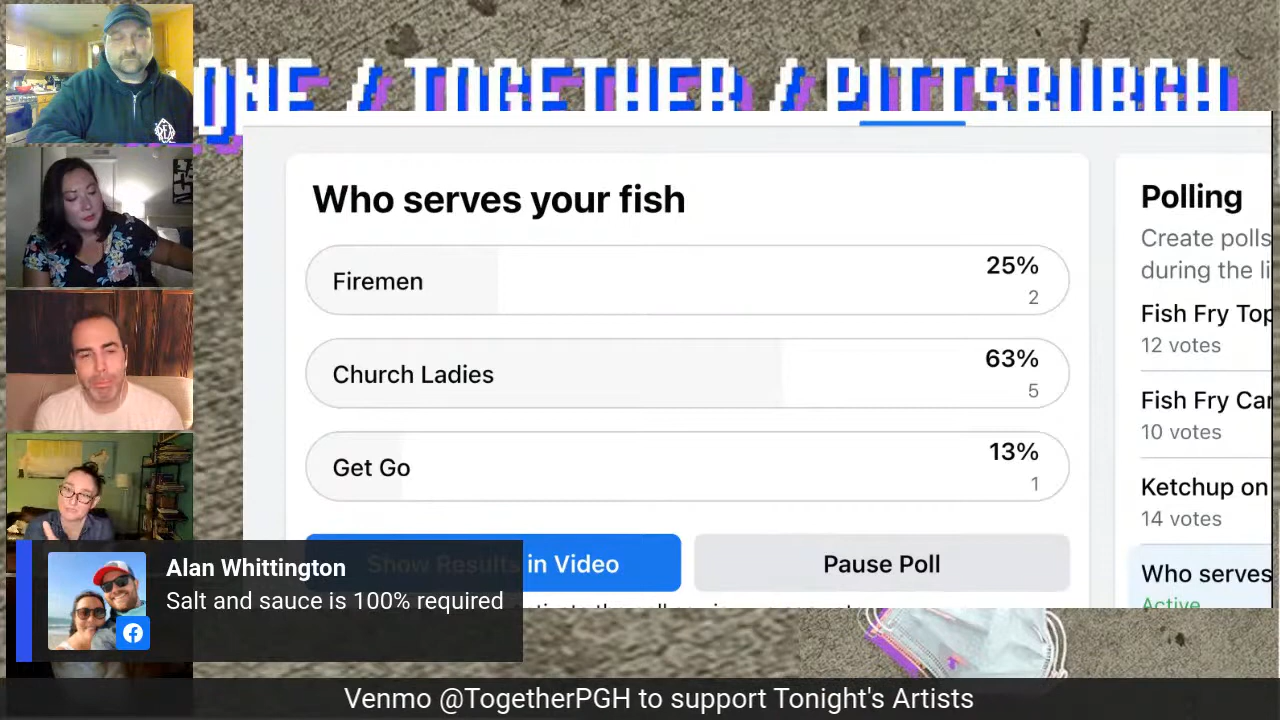 ONE / TOGETHER / PITTSBURGH
Who serves your fish
Firemen
25%
2
Church Ladies
63%
5
Get Go
13%
1
Show Results in Video
Pause Poll
Polling
Create polls
during the li
Fish Fry Top
12 votes
Fish Fry Car
10 votes
Ketchup on
14 votes
Who serves
Active
Alan Whittington
Salt and sauce is 100% required
Venmo @TogetherPGH to support Tonight's Artists